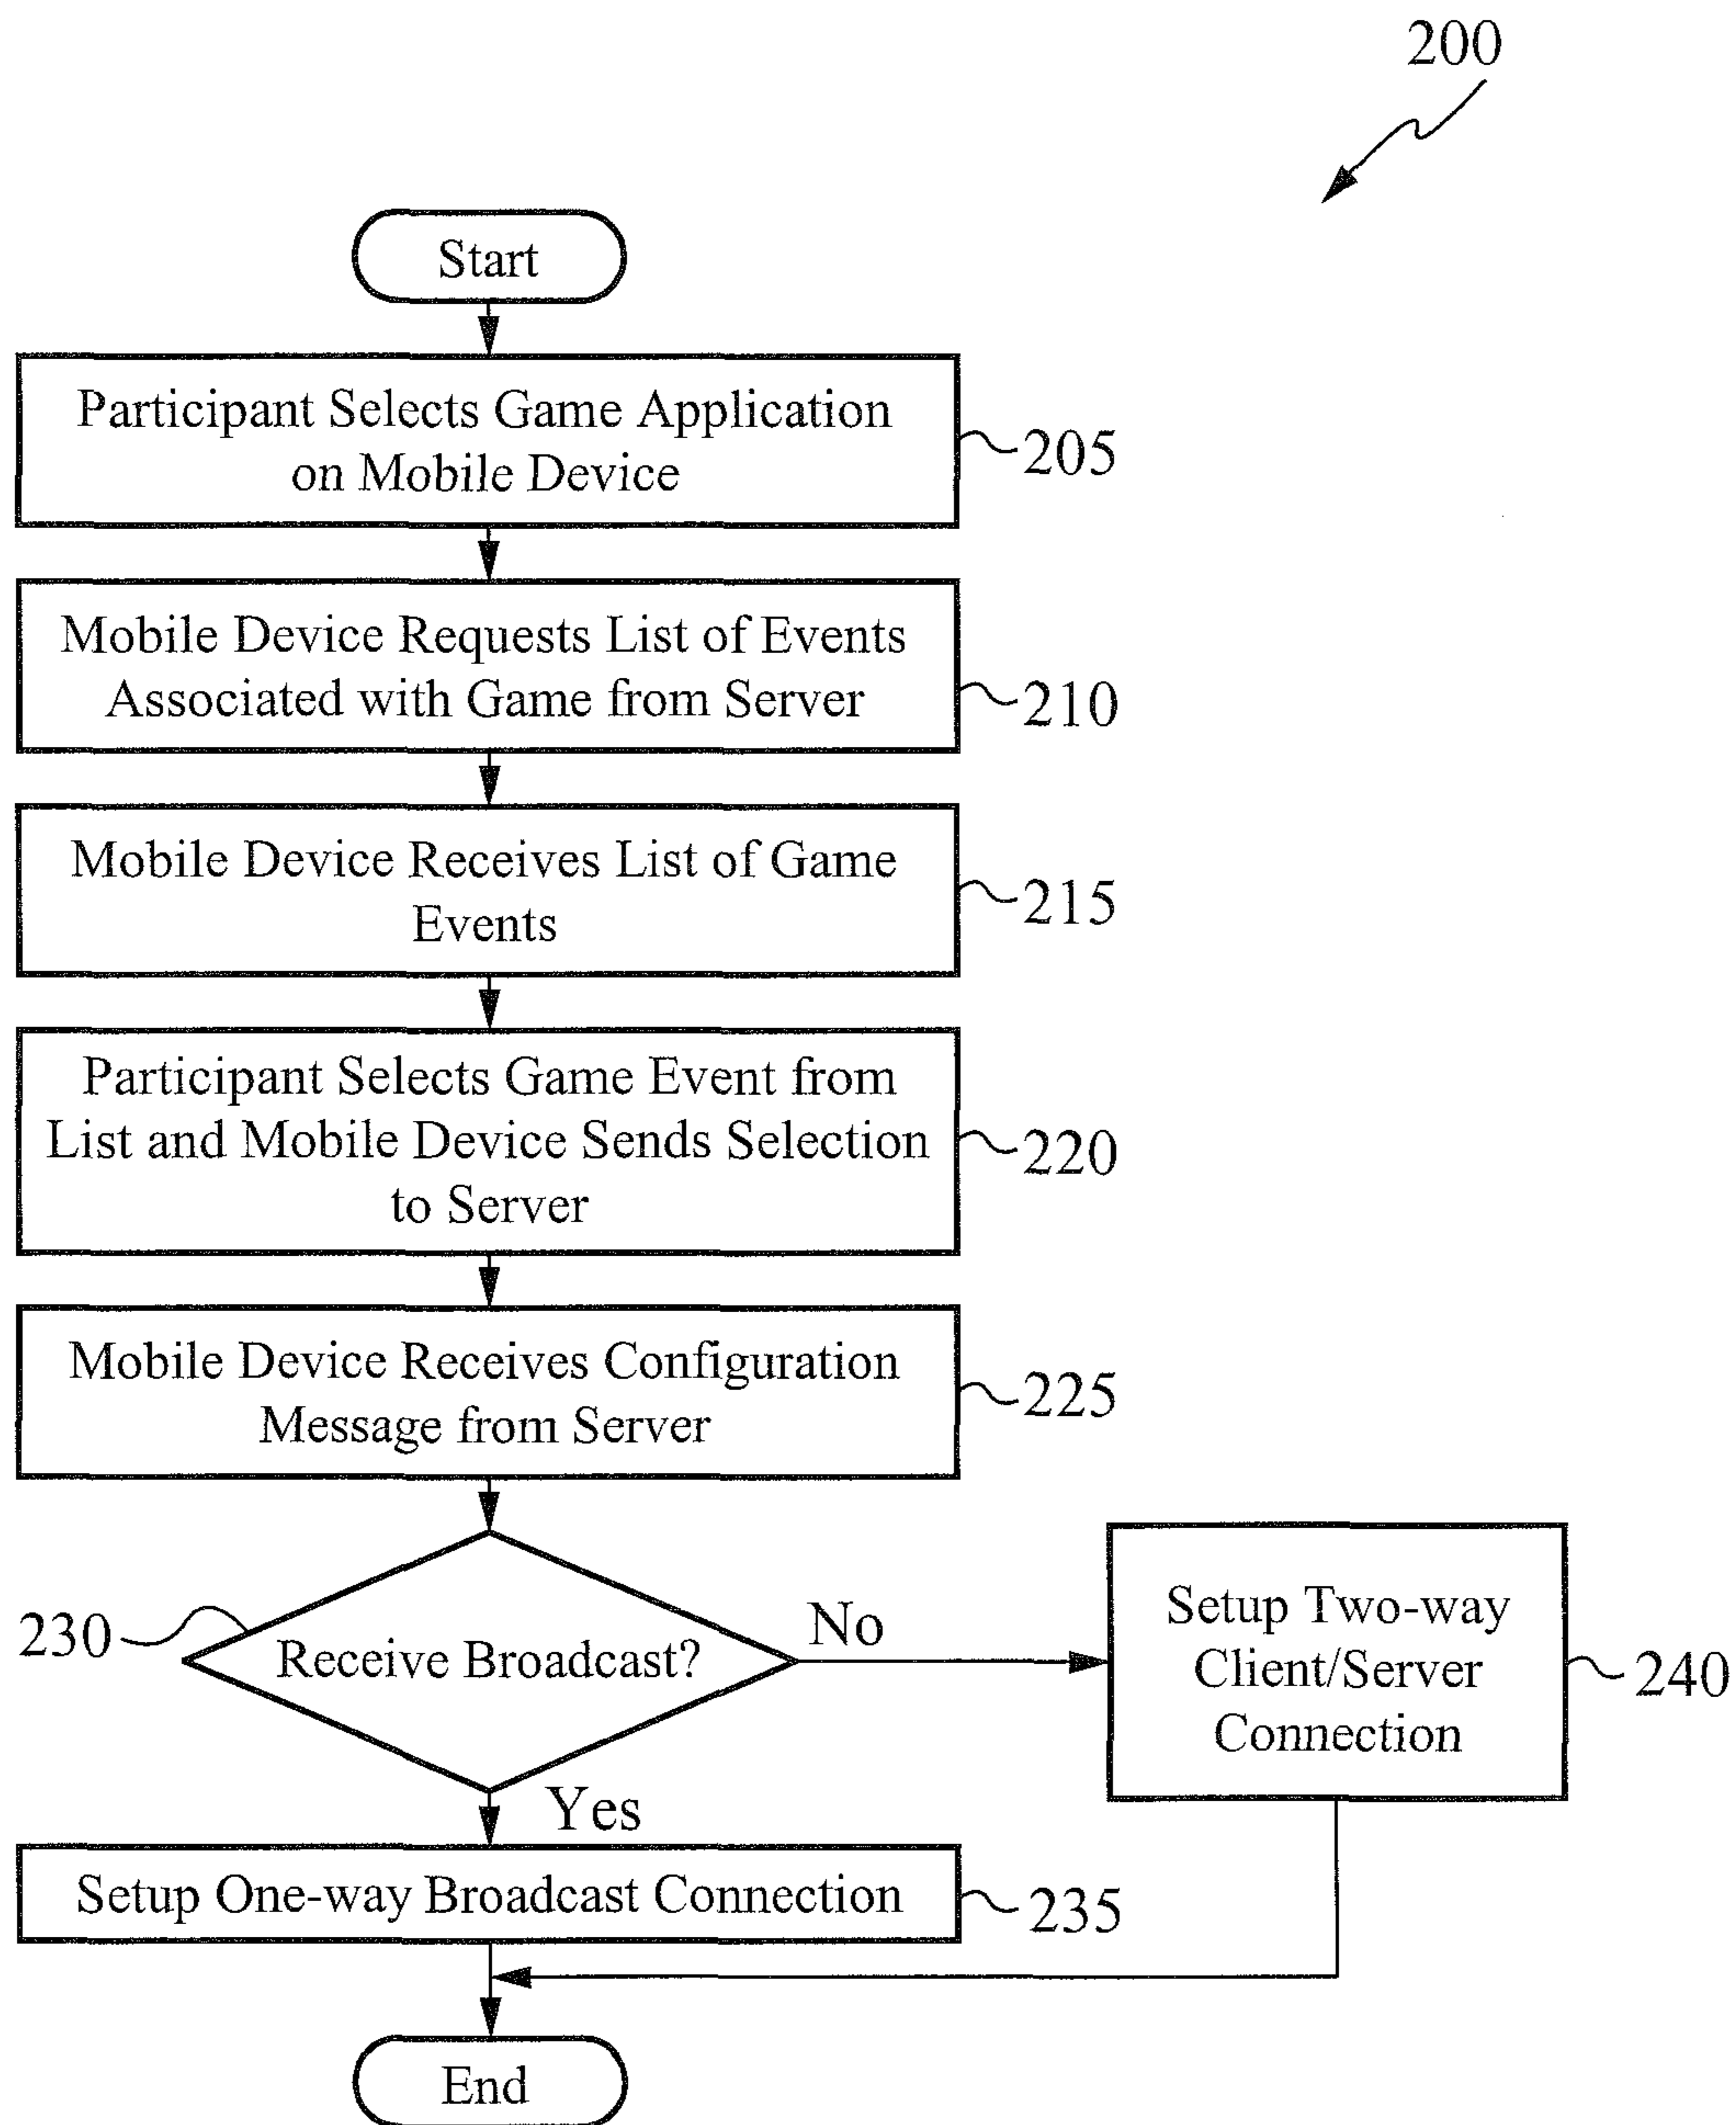 200
Start
Participant Selects Game Application
on Mobile Device
205
Mobile Device Requests List of Events
Associated with Game from Server
210
Mobile Device Receives List of Game
Events
215
Participant Selects Game Event from
List and Mobile Device Sends Selection
to Server
220
Mobile Device Receives Configuration
Message from Server
225
230
Receive Broadcast?
No
Setup Two-way
Client/Server
Connection
240
Yes
Setup One-way Broadcast Connection
235
End